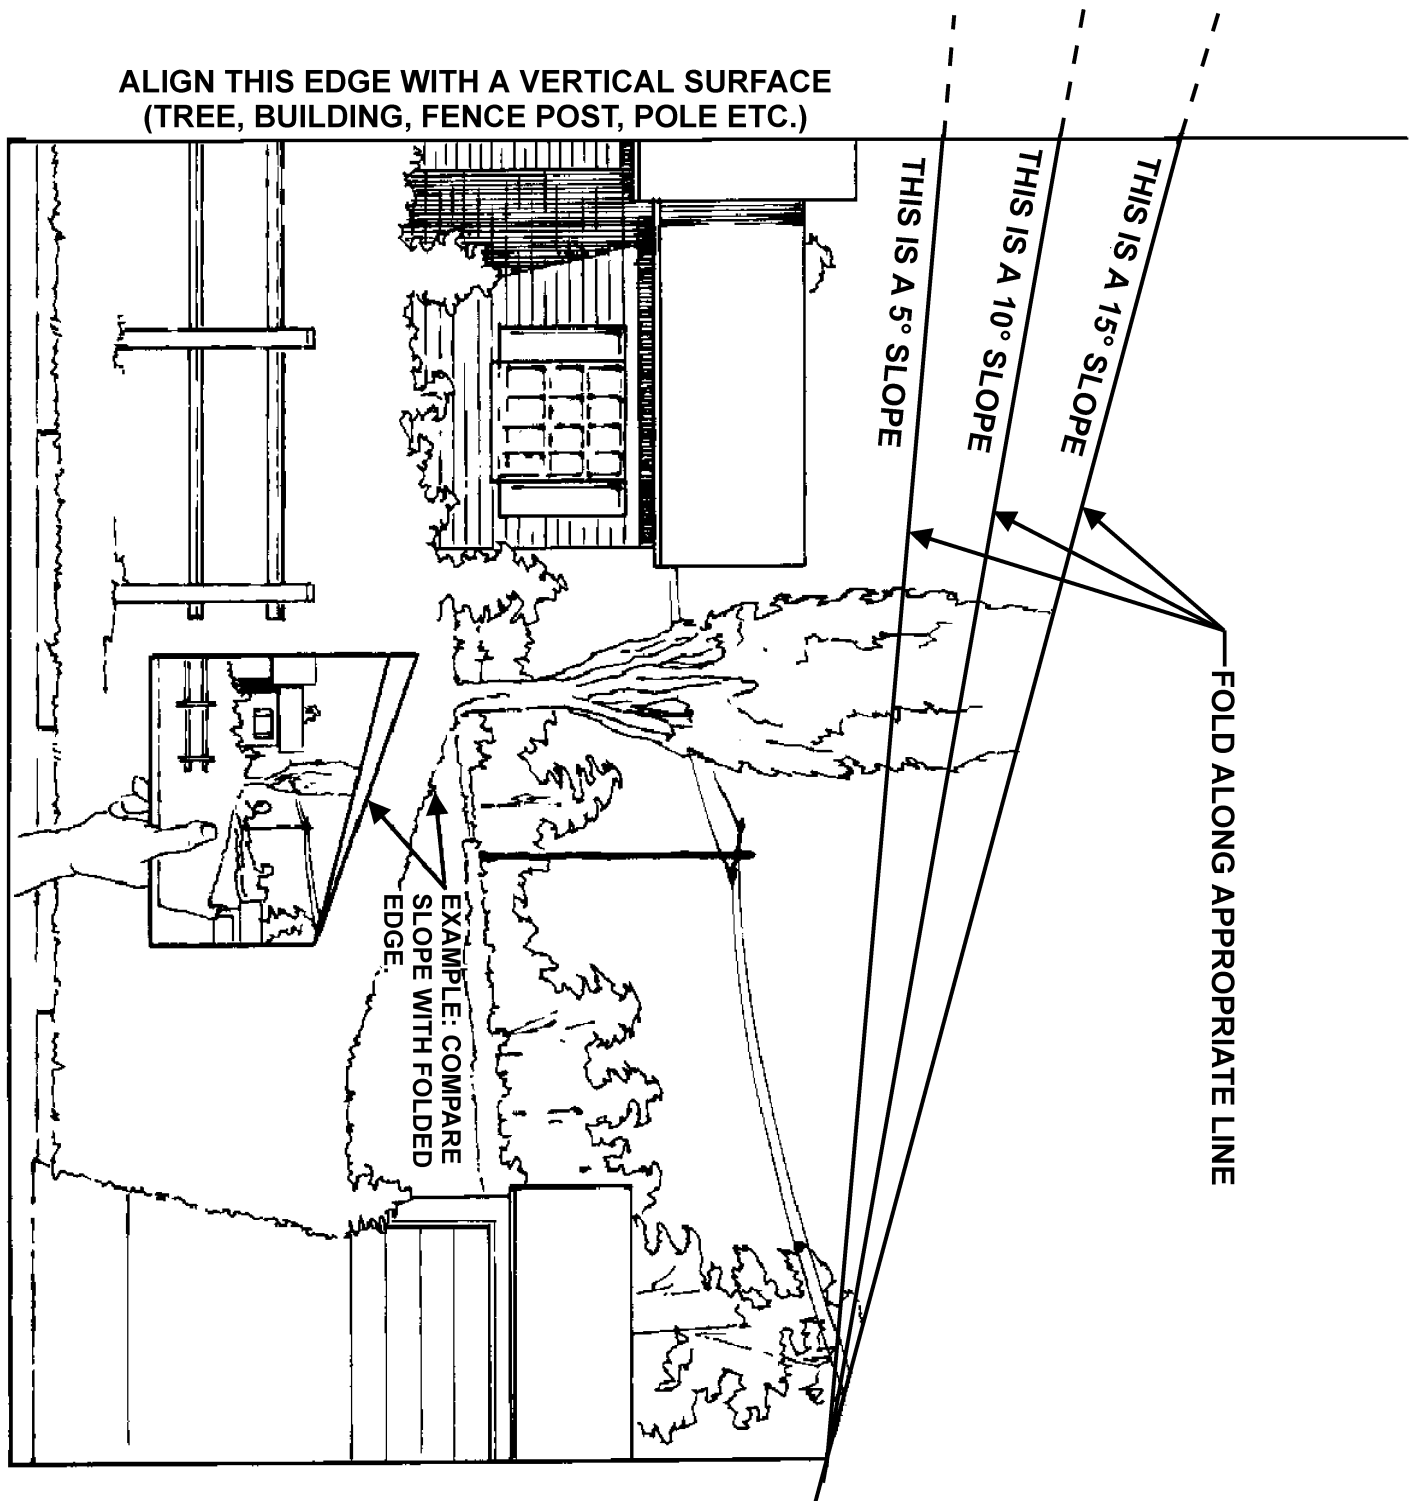 ALIGN THIS EDGE WITH A VERTICAL SURFACE
(TREE, BUILDING, FENCE POST, POLE ETC.)
THIS IS A 5° SLOPE
THIS IS A 10° SLOPE
THIS IS A 15° SLOPE
FOLD ALONG APPROPRIATE LINE
EXAMPLE: COMPARE
SLOPE WITH FOLDED
EDGE.